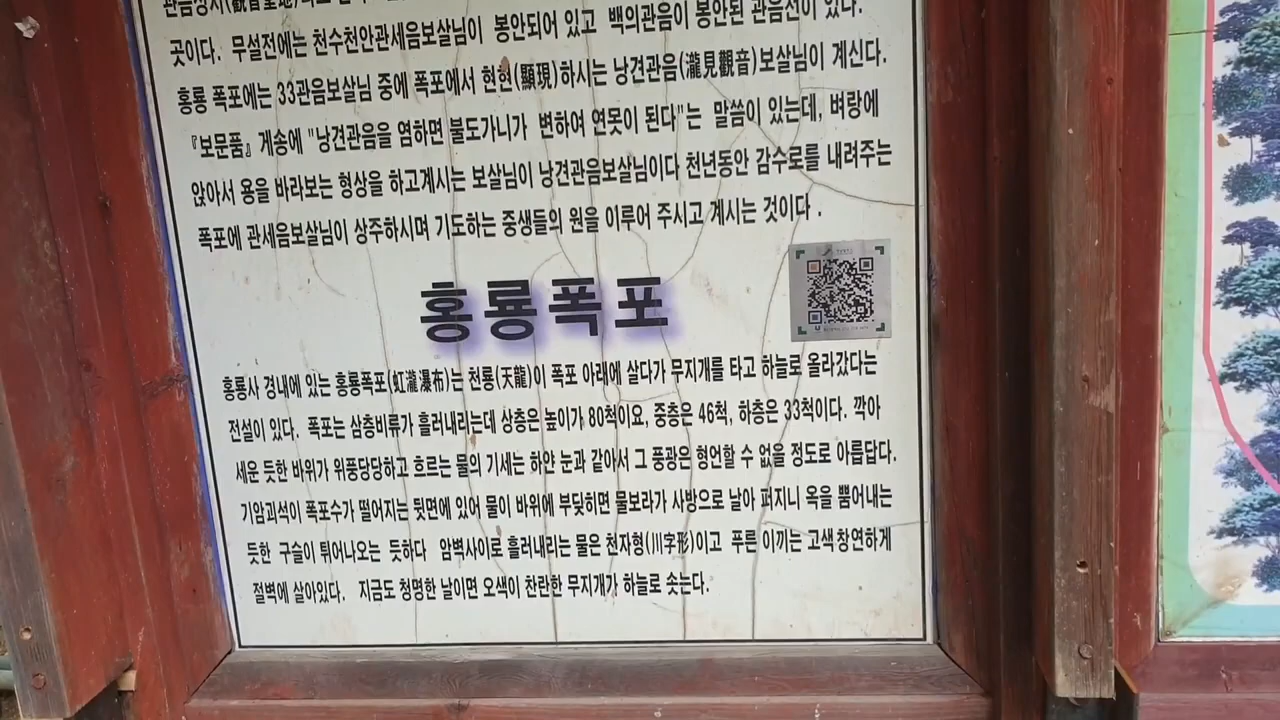 곳이다. 무설전에는 천수천안관세음보살님이 봉안되어 있고 백의관음이 봉안된 관음전이 있다.
홍룡 폭포에는 33관음보살님 중에 폭포에서 현현(顯現)하시는 낭견관음(瀧見觀音)보살님이 계신다.
『보문품』 게송에 "낭견관음을 염하면 불도가니가 변하여 연못이 된다"는 말씀이 있는데, 벼랑에
앉아서 용을 바라보는 형상을 하고계시는 보살님이 낭견관음보살님이다 천년동안 감수로를 내려주는
폭포에 관세음보살님이 상주하시며 기도하는 중생들의 원을 이루어 주시고 계시는 것이다 .
홍룡폭포
홍룡사 경내에 있는 홍룡폭포(虹瀧瀑布)는 천룡(天龍)이 폭포 아래에 살다가 무지개를 타고 하늘로 올라갔다는
전설이 있다. 폭포는 삼층비류가 흘러내리는데 상층은 높이가 80척이요, 중층은 46척, 하층은 33척이다. 깍아
세운 듯한 바위가 위풍당당하고 흐르는 물의 기세는 하얀 눈과 같아서 그 풍광은 형언할 수 없을 정도로 아름답다.
기암괴석이 폭포수가 떨어지는 뒷면에 있어 물이 바위에 부딪히면 물보라가 사방으로 날아 퍼지니 옥을 뿜어내는
듯한 구슬이 튀어나오는 듯하다 암벽사이로 흘러내리는 물은 천자형(川字形)이고 푸른 이끼는 고색창연하게
절벽에 살아있다. 지금도 청명한 날이면 오색이 찬란한 무지개가 하늘로 솟는다.